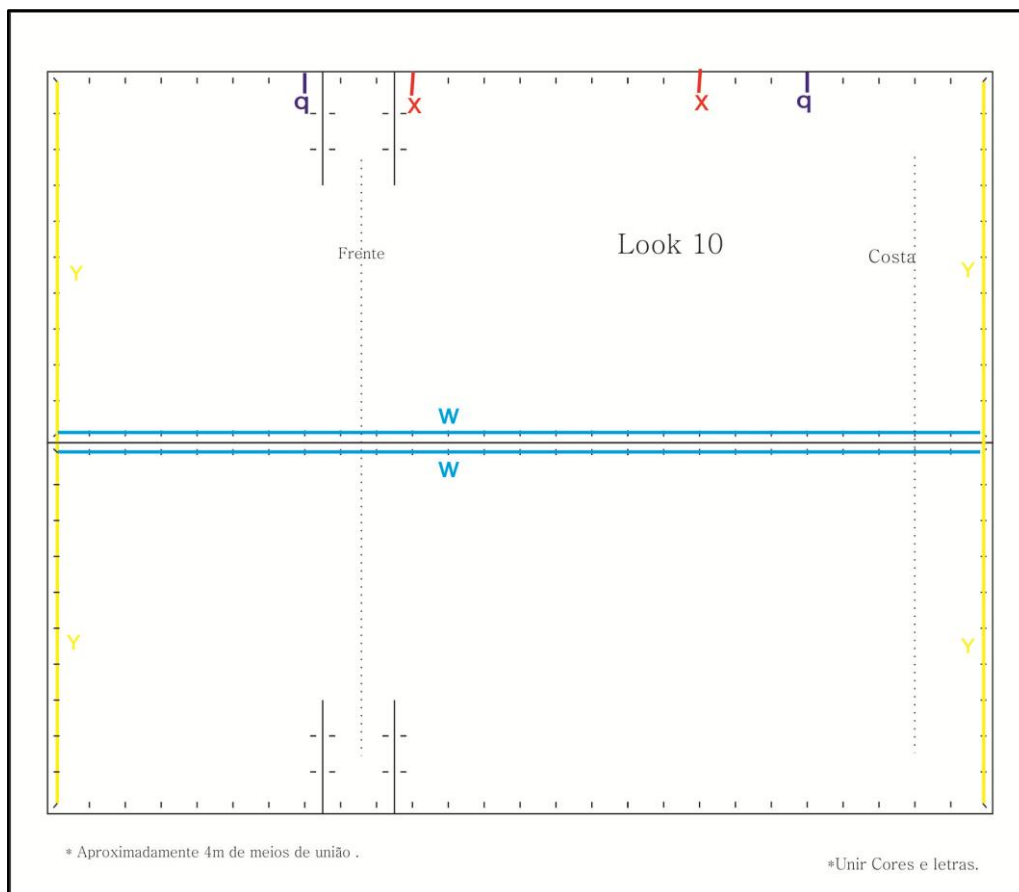 q X X q
Look 10
Frente Costa
Y Y
W
W
Y Y
* Aproximadamente 4m de meios de união .
*Unir Cores e letras.